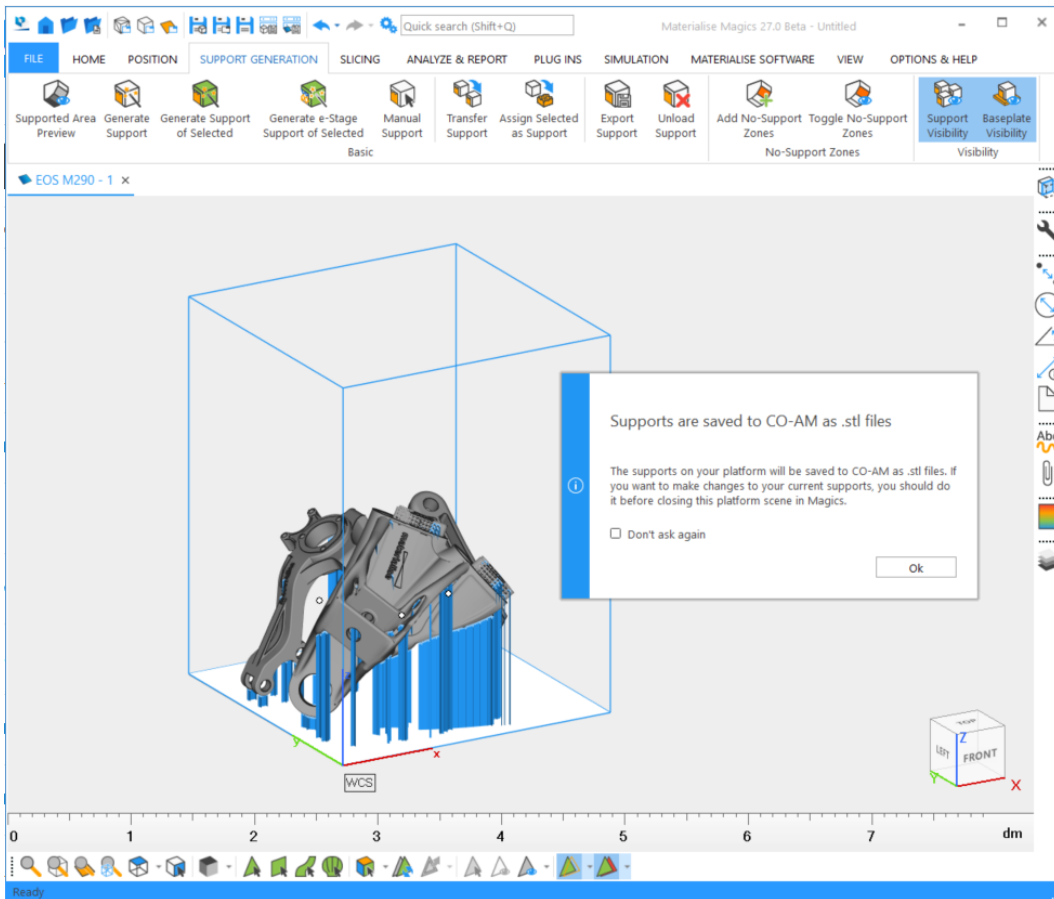 Quick search (Shift+Q)
Materialise Magics 27.0 Beta - Untitled
FILE HOME POSITION SUPPORT GENERATION SLICING ANALYZE & REPORT PLUG INS SIMULATION MATERIALISE SOFTWARE VIEW OPTIONS & HELP
Supported Area Preview
Generate Support
Generate Support of Selected
Generate e-Stage Support of Selected
Manual Support
Transfer Support
Assign Selected as Support
Export Support
Unload Support
Add No-Support Zones
Toggle No-Support Zones
Support Visibility
Baseplate Visibility
Basic
No-Support Zones
Visibility
EOS M290 - 1
Supports are saved to CO-AM as .stl files
The supports on your platform will be saved to CO-AM as .stl files. If
you want to make changes to your current supports, you should do
it before closing this platform scene in Magics.
Don't ask again
Ok
materialise
z
y
x
WCS
TOP
LEFT
FRONT
Z
Y
X
0 1 2 3 4 5 6 7 dm
Ready